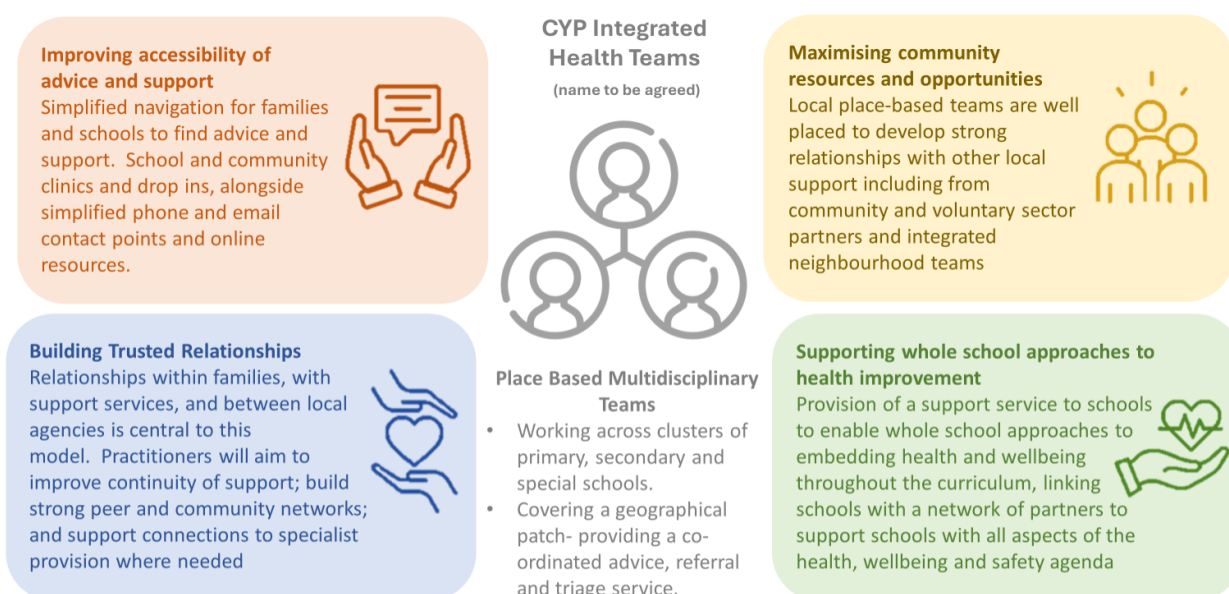 Improving accessibility of
advice and support
Simplified navigation for families
and schools to find advice and
support.  School and community
clinics and drop ins, alongside
simplified phone and email
contact points and online
resources.
CYP Integrated
Health Teams
(name to be agreed)
Maximising community
resources and opportunities
Local place-based teams are well
placed to develop strong
relationships with other local
support including from
community and voluntary sector
partners and integrated
neighbourhood teams
Building Trusted Relationships
Relationships within families, with
support services, and between local
agencies is central to this
model.  Practitioners will aim to
improve continuity of support; build
strong peer and community networks;
and support connections to specialist
provision where needed
Place Based Multidisciplinary
Teams
• Working across clusters of
primary, secondary and
special schools.
• Covering a geographical
patch- providing a co-
ordinated advice, referral
and triage service.
Supporting whole school approaches to
health improvement
Provision of a support service to schools
to enable whole school approaches to
embedding health and wellbeing
throughout the curriculum, linking
schools with a network of partners to
support schools with all aspects of the
health, wellbeing and safety agenda